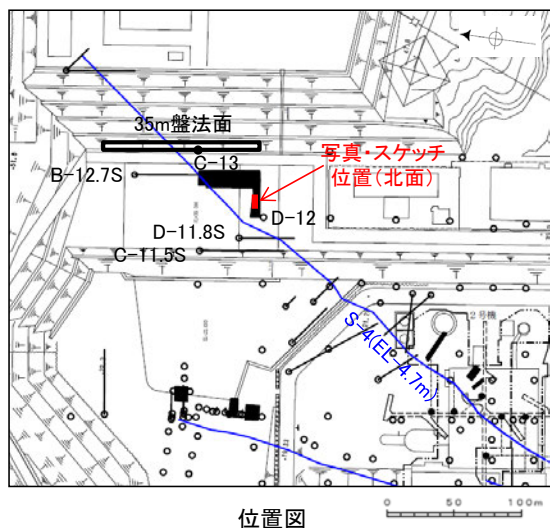 35m盤法面
C-13
写真・スケッチ
位置(北面)
B-12.7S
D-12
D-11.8S
C-11.5S
S-4(EL-4.7m)
2号機
位置図
0 50 100m